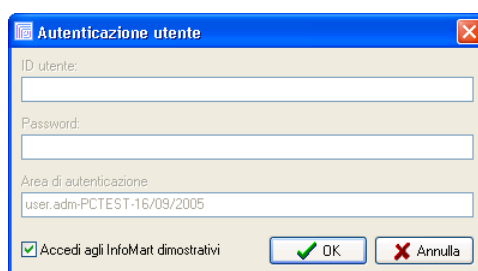 Autenticazione utente
ID utente:
Password:
Area di autenticazione
user.adm-PCTEST-16/09/2005
Accedi agli InfoMart dimostrativi
OK
Annulla